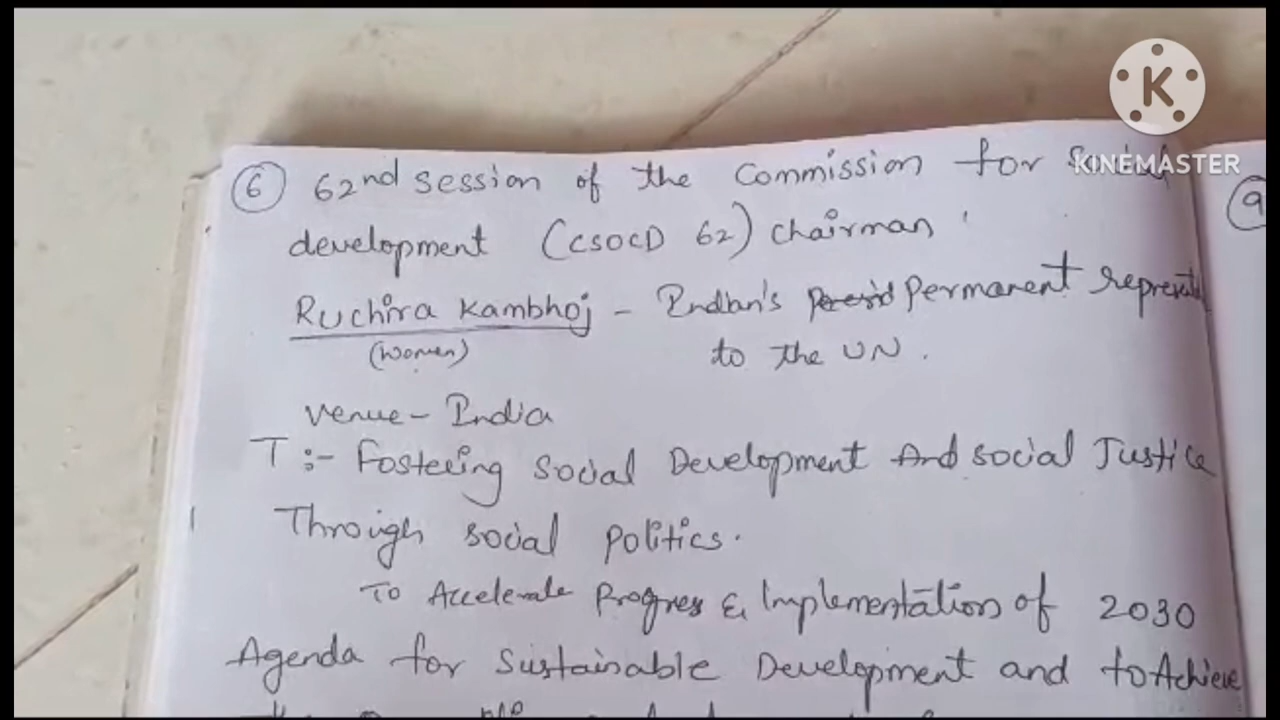 K
KINEMASTER
6 62nd session of the Commission for
development (CSOCD 62) chairman
9
Ruchira Kambhoj - Indian's permanent
(women)
to the UN.
Venue - India
T :- Fostering Social Development And social Justice
Through social politics.
To Accelerate Progress & Implementation of 2030
Agenda for Sustainable Development and to Achieve